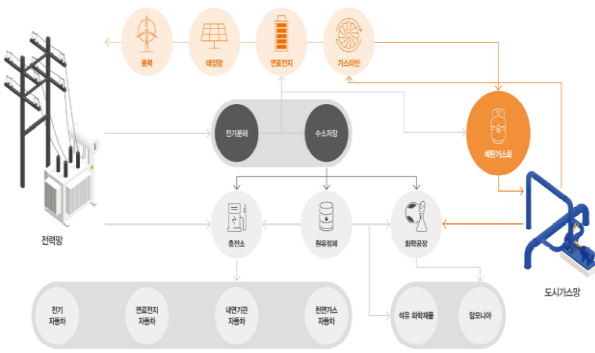 풍력
태양광
연료전지
가스터빈
전기분해
수소저장
메탄가스화
전력망
충전소
원유정제
화학공장
도시가스망
전기
자동차
연료전지
자동차
내연기관
자동차
천연가스
자동차
석유 화학제품
암모니아